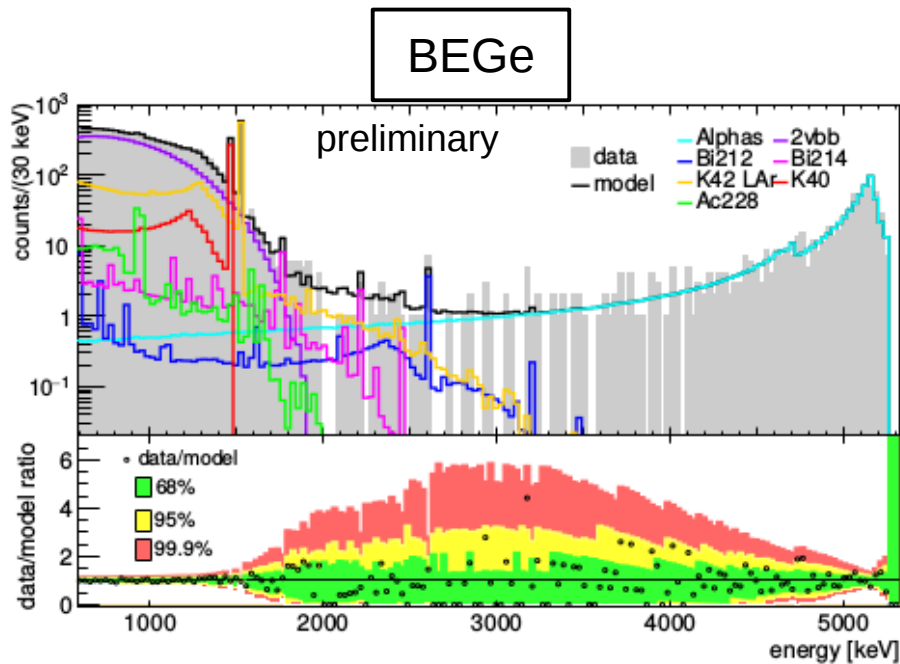 BEGe
preliminary
counts/(30 keV)
10³
10²
10
1
10⁻¹
data
model
Alphas
2νbb
Bi212
Bi214
K42 LAr
K40
Ac228
data/model ratio
6
4
2
0
data/model
68%
95%
99.9%
1000 2000 3000 4000 5000
energy [keV]